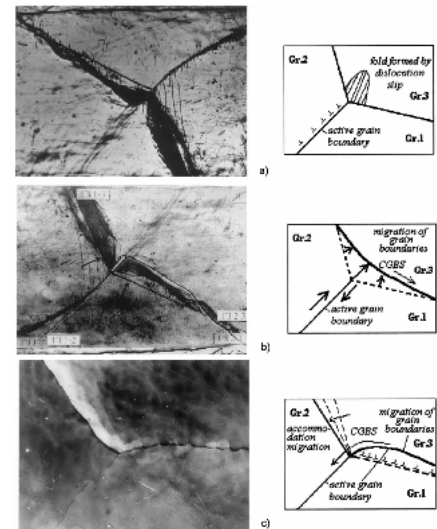 Gr.2
fold formed by
dislocation
slip
Gr.3
active grain
boundary
Gr.1
a)
Gr.2
migration of
grain
boundaries
CGBS
Gr.3
active grain
boundary
Gr.1
b)
Gr.2
accommo-
dation
migration
CGBS
migration of
grain
boundaries
Gr.3
active grain
boundary
Gr.1
c)